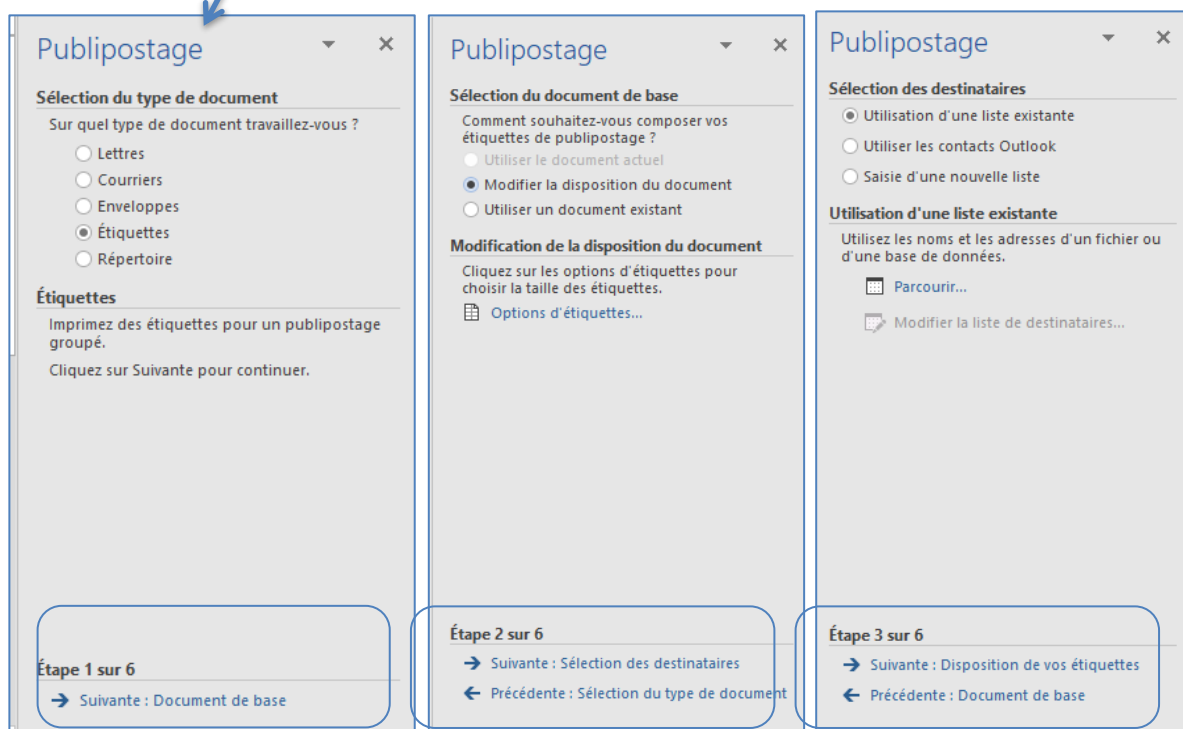 Publipostage
Sélection du type de document
Sur quel type de document travaillez-vous ?
Lettres
Courriers
Enveloppes
Étiquettes
Répertoire
Étiquettes
Imprimez des étiquettes pour un publipostage
groupé.
Cliquez sur Suivante pour continuer.
Étape 1 sur 6
Suivante : Document de base
Publipostage
Sélection du document de base
Comment souhaitez-vous composer vos
étiquettes de publipostage ?
Utiliser le document actuel
Modifier la disposition du document
Utiliser un document existant
Modification de la disposition du document
Cliquez sur les options d'étiquettes pour
choisir la taille des étiquettes.
Options d'étiquettes...
Étape 2 sur 6
Suivante : Sélection des destinataires
Précédente : Sélection du type de document
Publipostage
Sélection des destinataires
Utilisation d'une liste existante
Utiliser les contacts Outlook
Saisie d'une nouvelle liste
Utilisation d'une liste existante
Utilisez les noms et les adresses d'un fichier ou
d'une base de données.
Parcourir...
Modifier la liste de destinataires...
Étape 3 sur 6
Suivante : Disposition de vos étiquettes
Précédente : Document de base